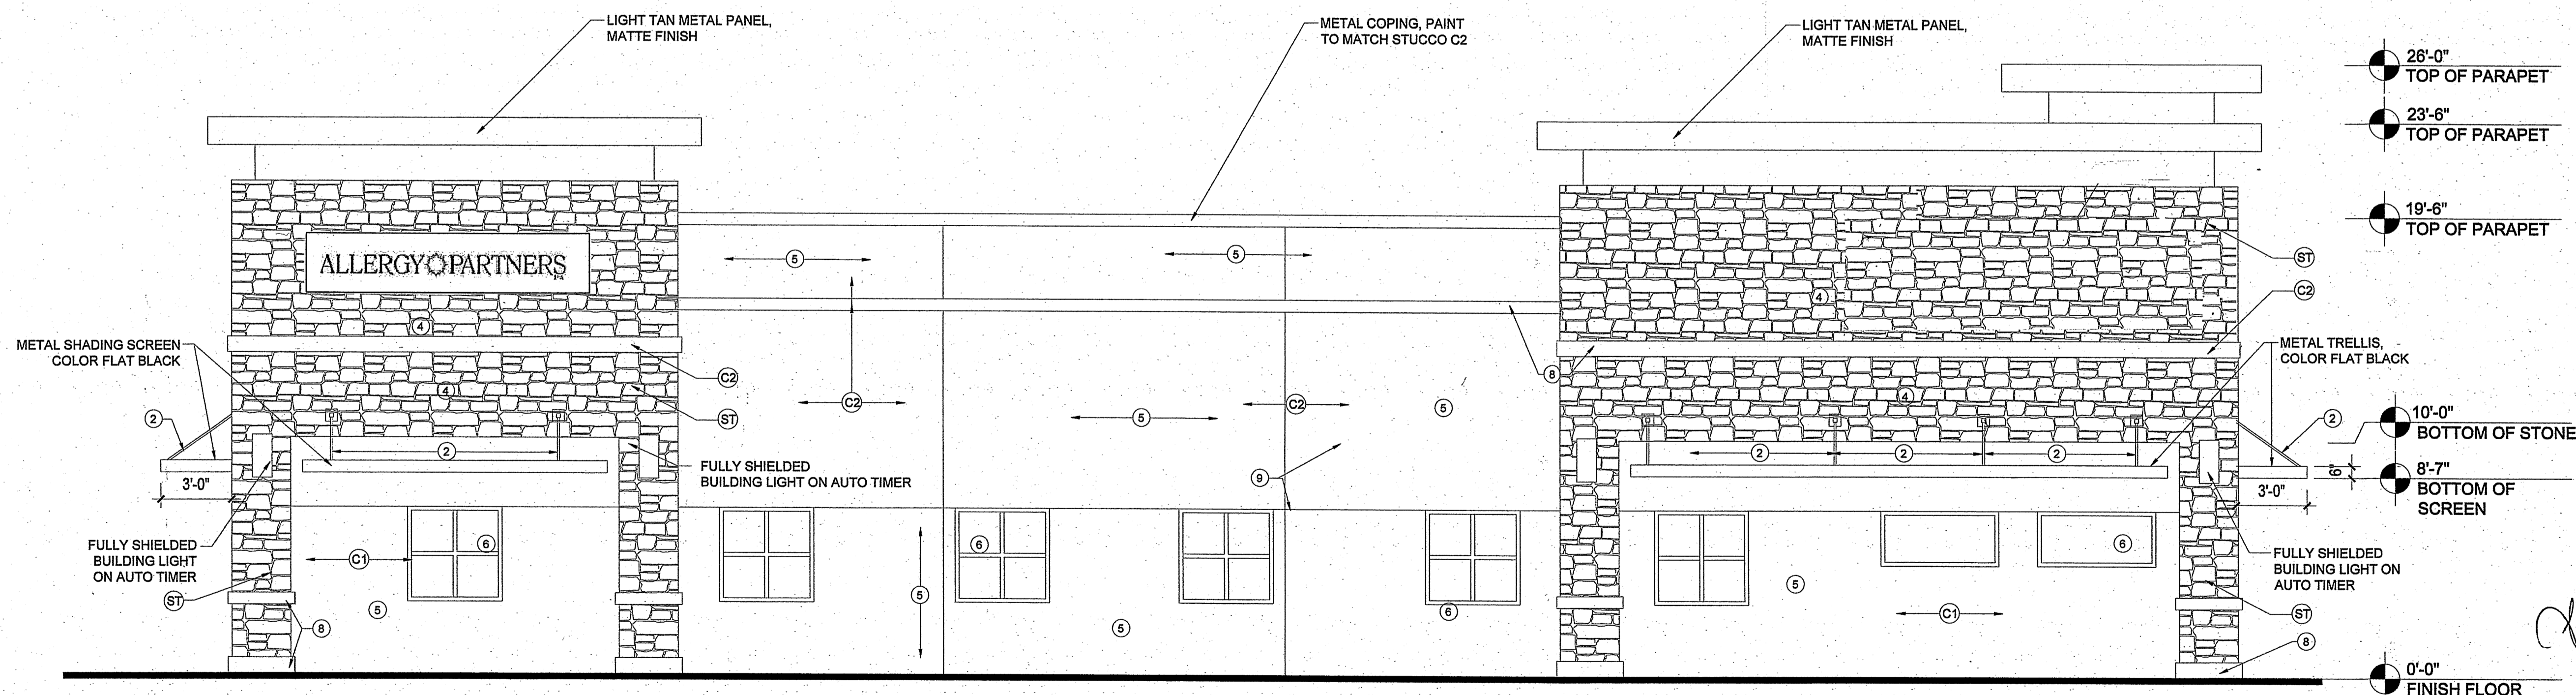 LIGHT TAN METAL PANEL,
MATTE FINISH
METAL COPING, PAINT
TO MATCH STUCCO C2
LIGHT TAN METAL PANEL,
MATTE FINISH
26'-0"
TOP OF PARAPET
23'-6"
TOP OF PARAPET
19'-6"
TOP OF PARAPET
5
5
ST
ALLERGY PARTNERS
P.A.
4
4
C2
METAL SHADING SCREEN
COLOR FLAT BLACK
METAL TRELLIS,
COLOR FLAT BLACK
C2
8
4
4
C2
C2
5
5
2
ST
2
10'-0"
BOTTOM OF STONE
2
2
2
2
FULLY SHIELDED
BUILDING LIGHT ON AUTO TIMER
9
3'-0"
3'-0"
6"
8'-7"
BOTTOM OF
SCREEN
FULLY SHIELDED
BUILDING LIGHT
ON AUTO TIMER
C1
6
6
6
FULLY SHIELDED
BUILDING LIGHT ON
AUTO TIMER
5
5
ST
5
6
C1
ST
8
5
8
0'-0"
FINISH FLOOR